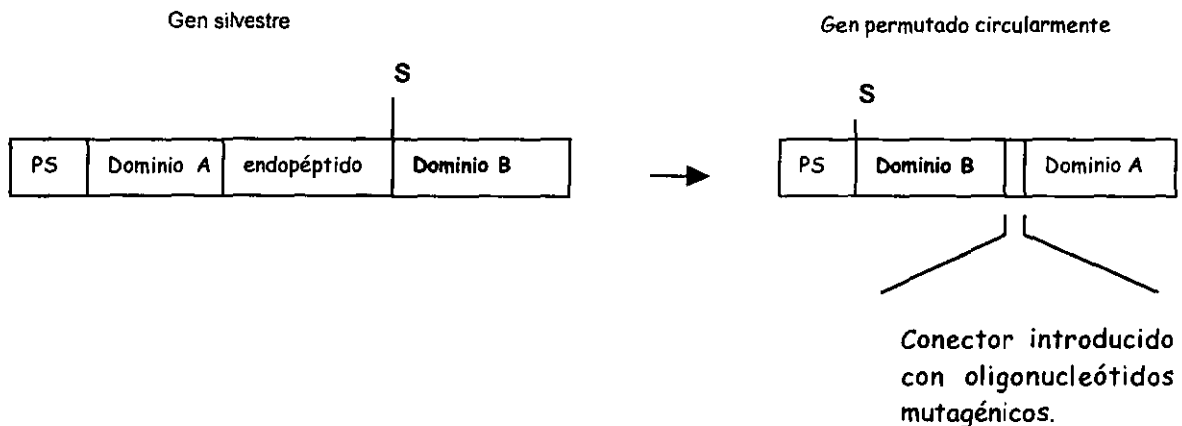 Gen silvestre
Gen permutado circularmente
S
S
PS Dominio A endopéptido Dominio B
PS Dominio B Dominio A
Conector introducido
con oligonucleótidos
mutagénicos.